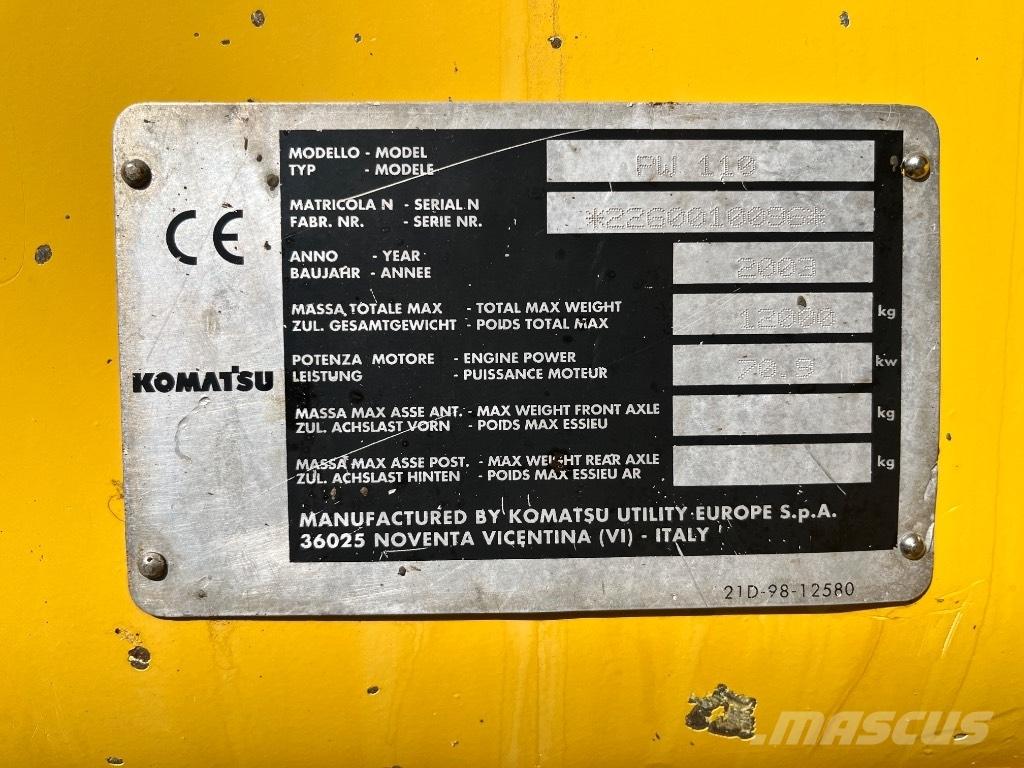 MODELLO - MODEL
TYP - MODELE
PW 110
MATRICOLA N - SERIAL N
FABR. NR. - SERIE NR.
*2260010096*
ANNO - YEAR
BAUJAHR - ANNEE
2003
MASSA TOTALE MAX - TOTAL MAX WEIGHT
ZUL. GESAMTGEWICHT - POIDS TOTAL MAX
12000 kg
POTENZA MOTORE - ENGINE POWER
LEISTUNG - PUISSANCE MOTEUR
70.9 kw
MASSA MAX ASSE ANT. - MAX WEIGHT FRONT AXLE
ZUL. ACHSLAST VORN - POIDS MAX ESSIEU
kg
MASSA MAX ASSE POST. - MAX WEIGHT REAR AXLE
ZUL. ACHSLAST HINTEN - POIDS MAX ESSIEU AR
kg
CE
KOMATSU
MANUFACTURED BY KOMATSU UTILITY EUROPE S.p.A.
36025 NOVENTA VICENTINA (VI) - ITALY
21D-98-12580
MASCUS